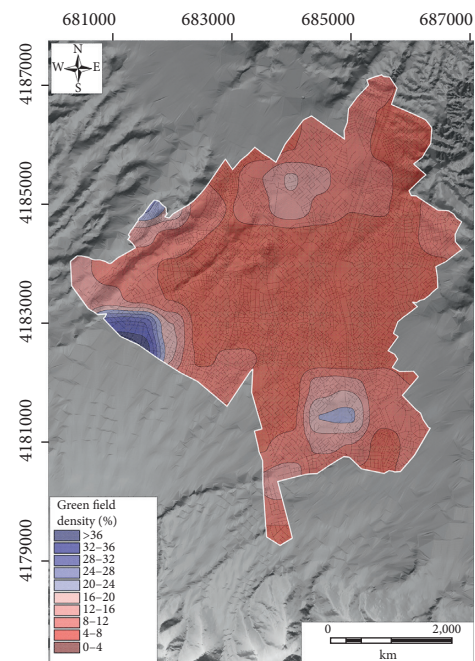 681000 683000 685000 687000
N
W E
S
4187000
4185000
4183000
4181000
4179000
Green field
density (%)
>36
32–36
28–32
24–28
20–24
16–20
12–16
8–12
4–8
0–4
0 2,000
km